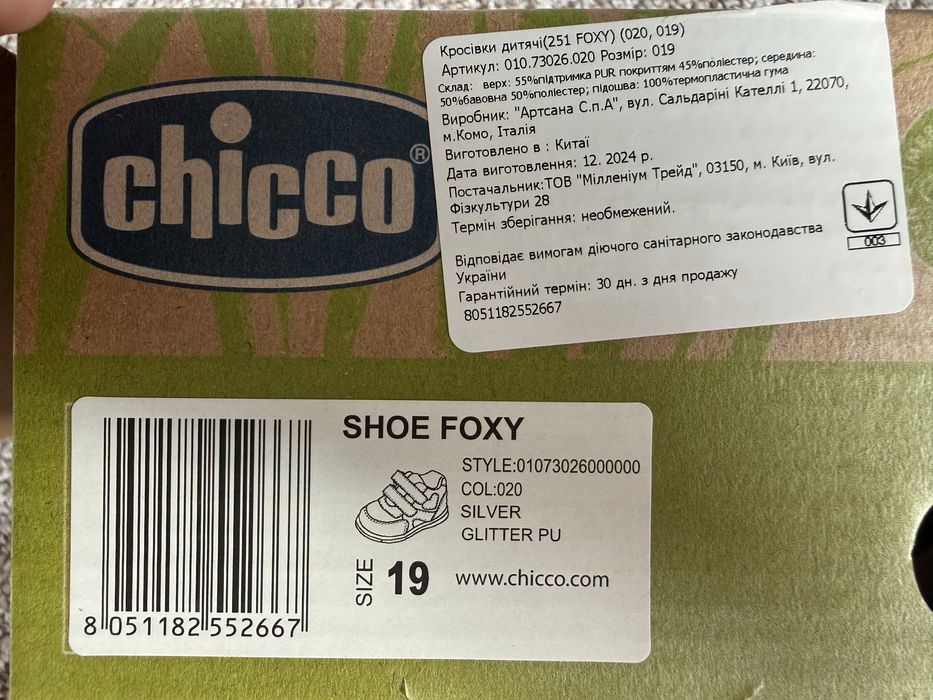 chicco®
Кросівки дитячі(251 FOXY) (020, 019)
Артикул: 010.73026.020 Розмір: 019
Склад: верх: 55%підтримка PUR покриттям 45%поліестер; середина:
50%бавовна 50%поліестер; підошва: 100%термопластична гума
Виробник: "Артсана С.п.А", вул. Сальдаріні Кателлі 1, 22070,
м.Комо, Італія
Виготовлено в : Китаї
Дата виготовлення: 12. 2024 р.
Постачальник:ТОВ "Мілленіум Трейд", 03150, м. Київ, вул.
Фізкультури 28
Термін зберігання: необмежений.
003
Відповідає вимогам діючого санітарного законодавства
України
Гарантійний термін: 30 дн. з дня продажу
8051182552667
SHOE FOXY
STYLE:01073026000000
COL:020
SILVER
GLITTER PU
SIZE 19
www.chicco.com
8 051182 552667